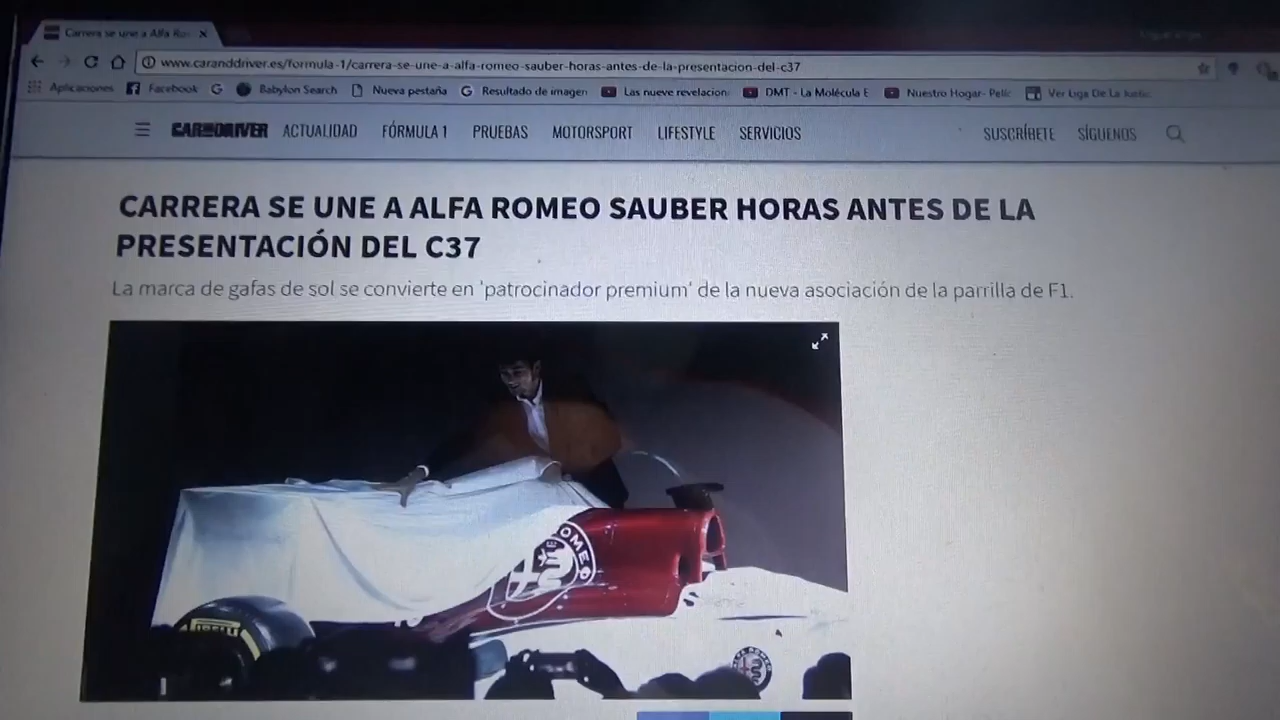 Carrera se une a Alfa Ro
www.caranddriver.es/formula-1/carrera-se-une-a-alfa-romeo-sauber-horas-antes-de-la-presentacion-del-c37
Aplicaciones Facebook Babylon Search Nueva pestaña Resultado de imagen Las nueve revelacion DMT - La Molécula E Nuestro Hogar- Pelíc Ver Liga De La Justic
CAR AND DRIVER ACTUALIDAD FÓRMULA 1 PRUEBAS MOTORSPORT LIFESTYLE SERVICIOS SUSCRÍBETE SÍGUENOS
CARRERA SE UNE A ALFA ROMEO SAUBER HORAS ANTES DE LA
PRESENTACIÓN DEL C37
La marca de gafas de sol se convierte en 'patrocinador premium' de la nueva asociación de la parrilla de F1.
ROMEO
PIRELLI
ALFA ROMEO